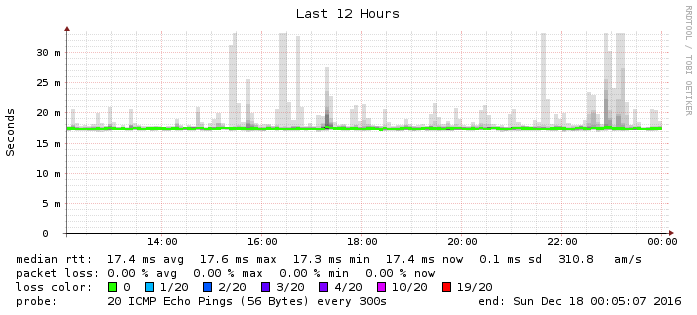 Last 12 Hours
RRDTOOL / TOBI OETIKER
Seconds
30 m
25 m
20 m
15 m
10 m
5 m
0
14:00 16:00 18:00 20:00 22:00 00:00
median rtt: 17.4 ms avg 17.6 ms max 17.3 ms min 17.4 ms now 0.1 ms sd 310.8 am/s
packet loss: 0.00 % avg 0.00 % max 0.00 % min 0.00 % now
loss color: 0 1/20 2/20 3/20 4/20 10/20 19/20
probe: 20 ICMP Echo Pings (56 Bytes) every 300s end: Sun Dec 18 00:05:07 2016